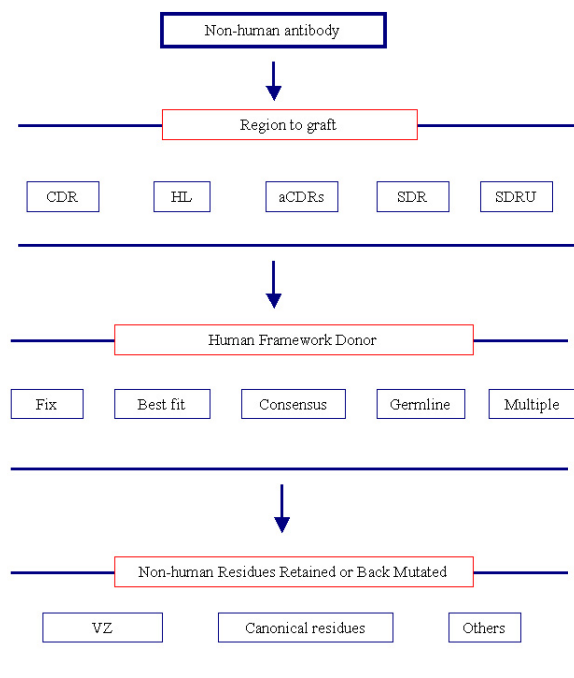 Non-human antibody
Region to graft
CDR HL aCDRs SDR SDRU
Human Framework Donor
Fix Best fit Consensus Germline Multiple
Non-human Residues Retained or Back Mutated
VZ Canonical residues Others